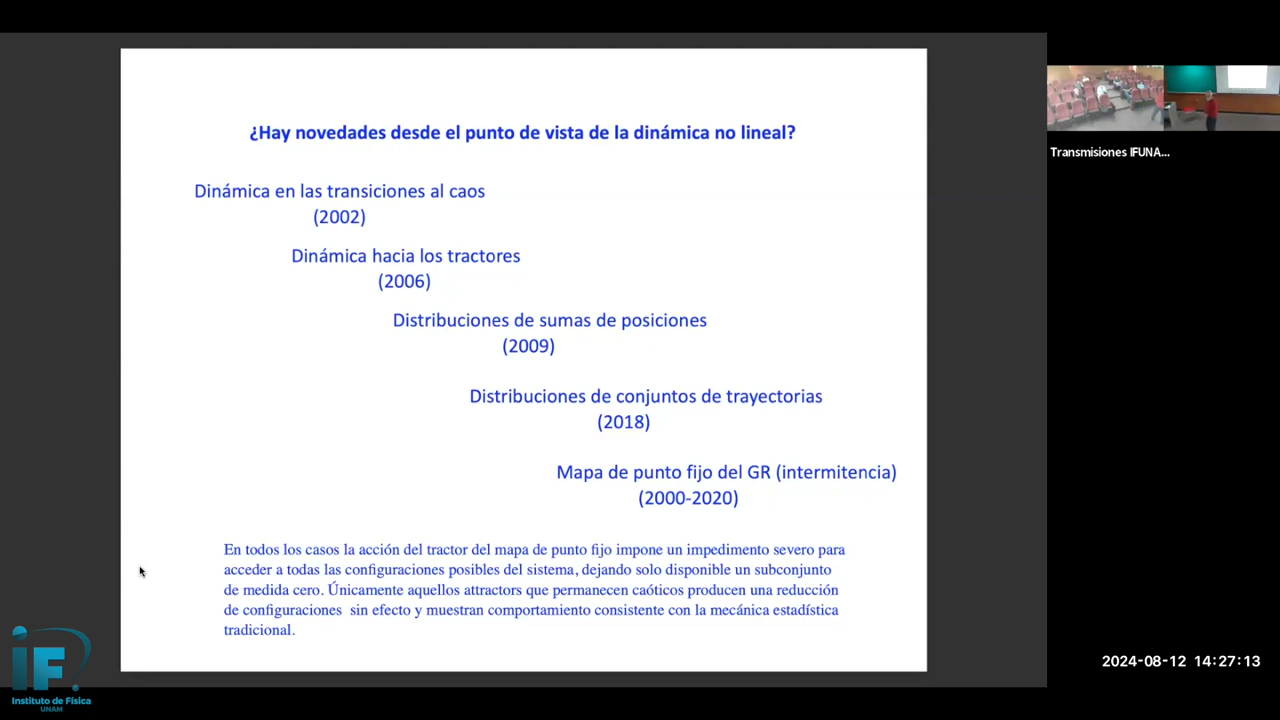 ¿Hay novedades desde el punto de vista de la dinámica no lineal?
Dinámica en las transiciones al caos
(2002)
Dinámica hacia los tractores
(2006)
Distribuciones de sumas de posiciones
(2009)
Distribuciones de conjuntos de trayectorias
(2018)
Mapa de punto fijo del GR (intermitencia)
(2000-2020)
En todos los casos la acción del tractor del mapa de punto fijo impone un impedimento severo para
acceder a todas las configuraciones posibles del sistema, dejando solo disponible un subconjunto
de medida cero. Únicamente aquellos attractors que permanecen caóticos producen una reducción
de configuraciones sin efecto y muestran comportamiento consistente con la mecánica estadística
tradicional.
Transmisiones IFUNA...
2024-08-12 14:27:13
iF
Instituto de Física
UNAM